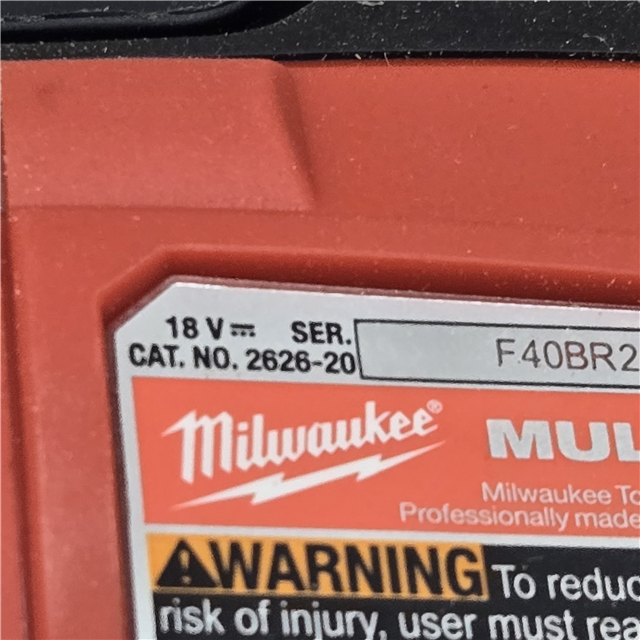 18 V⎓ SER.
CAT. NO. 2626-20 F40BR2
Milwaukee®
MUL
Milwaukee To
Professionally made
⚠WARNING To reduc
risk of injury, user must rea